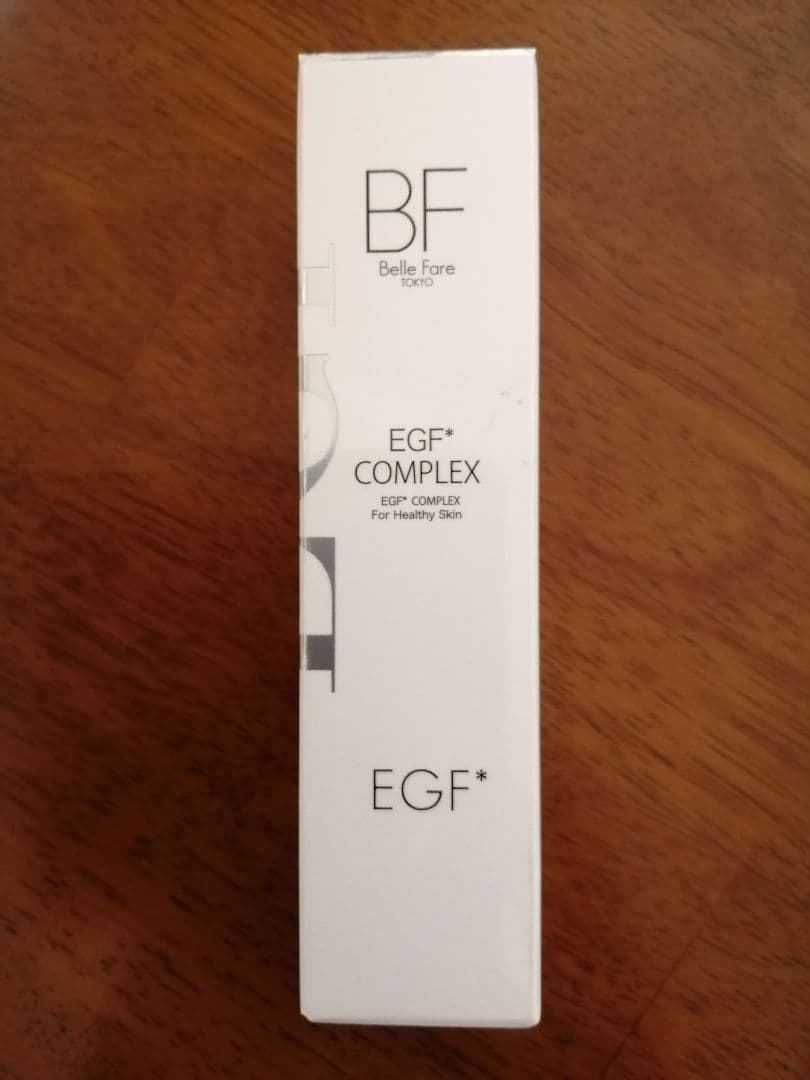 BF
Belle Fare
TOKYO
EGF*
COMPLEX
EGF* COMPLEX
For Healthy Skin
EGF*